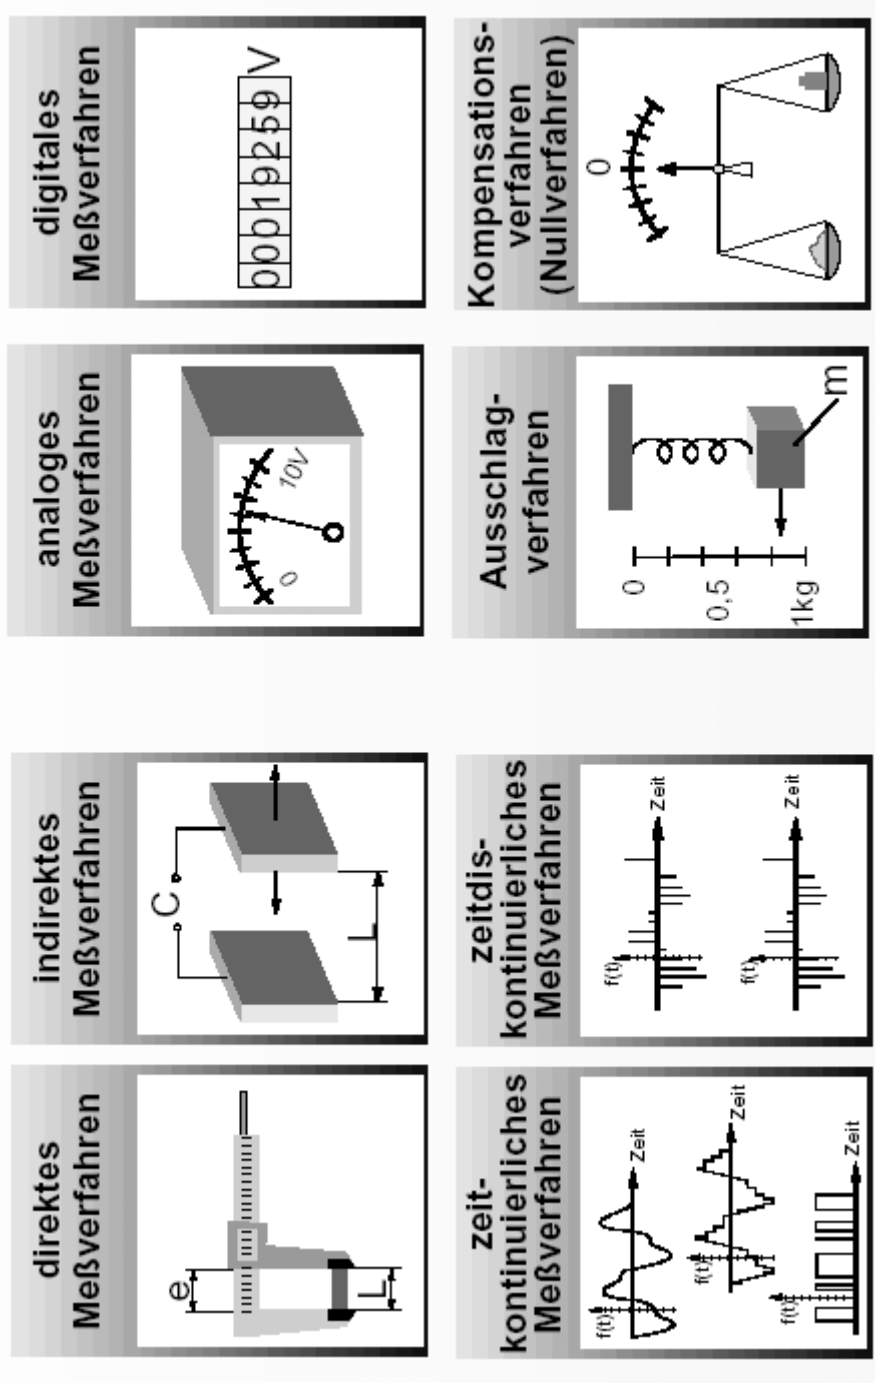 direktes
Meßverfahren
e
L
indirektes
Meßverfahren
C
L
analoges
Meßverfahren
0
10V
digitales
Meßverfahren
00019259 V
zeit-
kontinuierliches
Meßverfahren
f(t)
Zeit
f(t)
Zeit
f(t)
Zeit
zeitdis-
kontinuierliches
Meßverfahren
f(t)
Zeit
f(t)
Zeit
Ausschlag-
verfahren
0
0,5
1kg
m
Kompensations-
verfahren
(Nullverfahren)
0